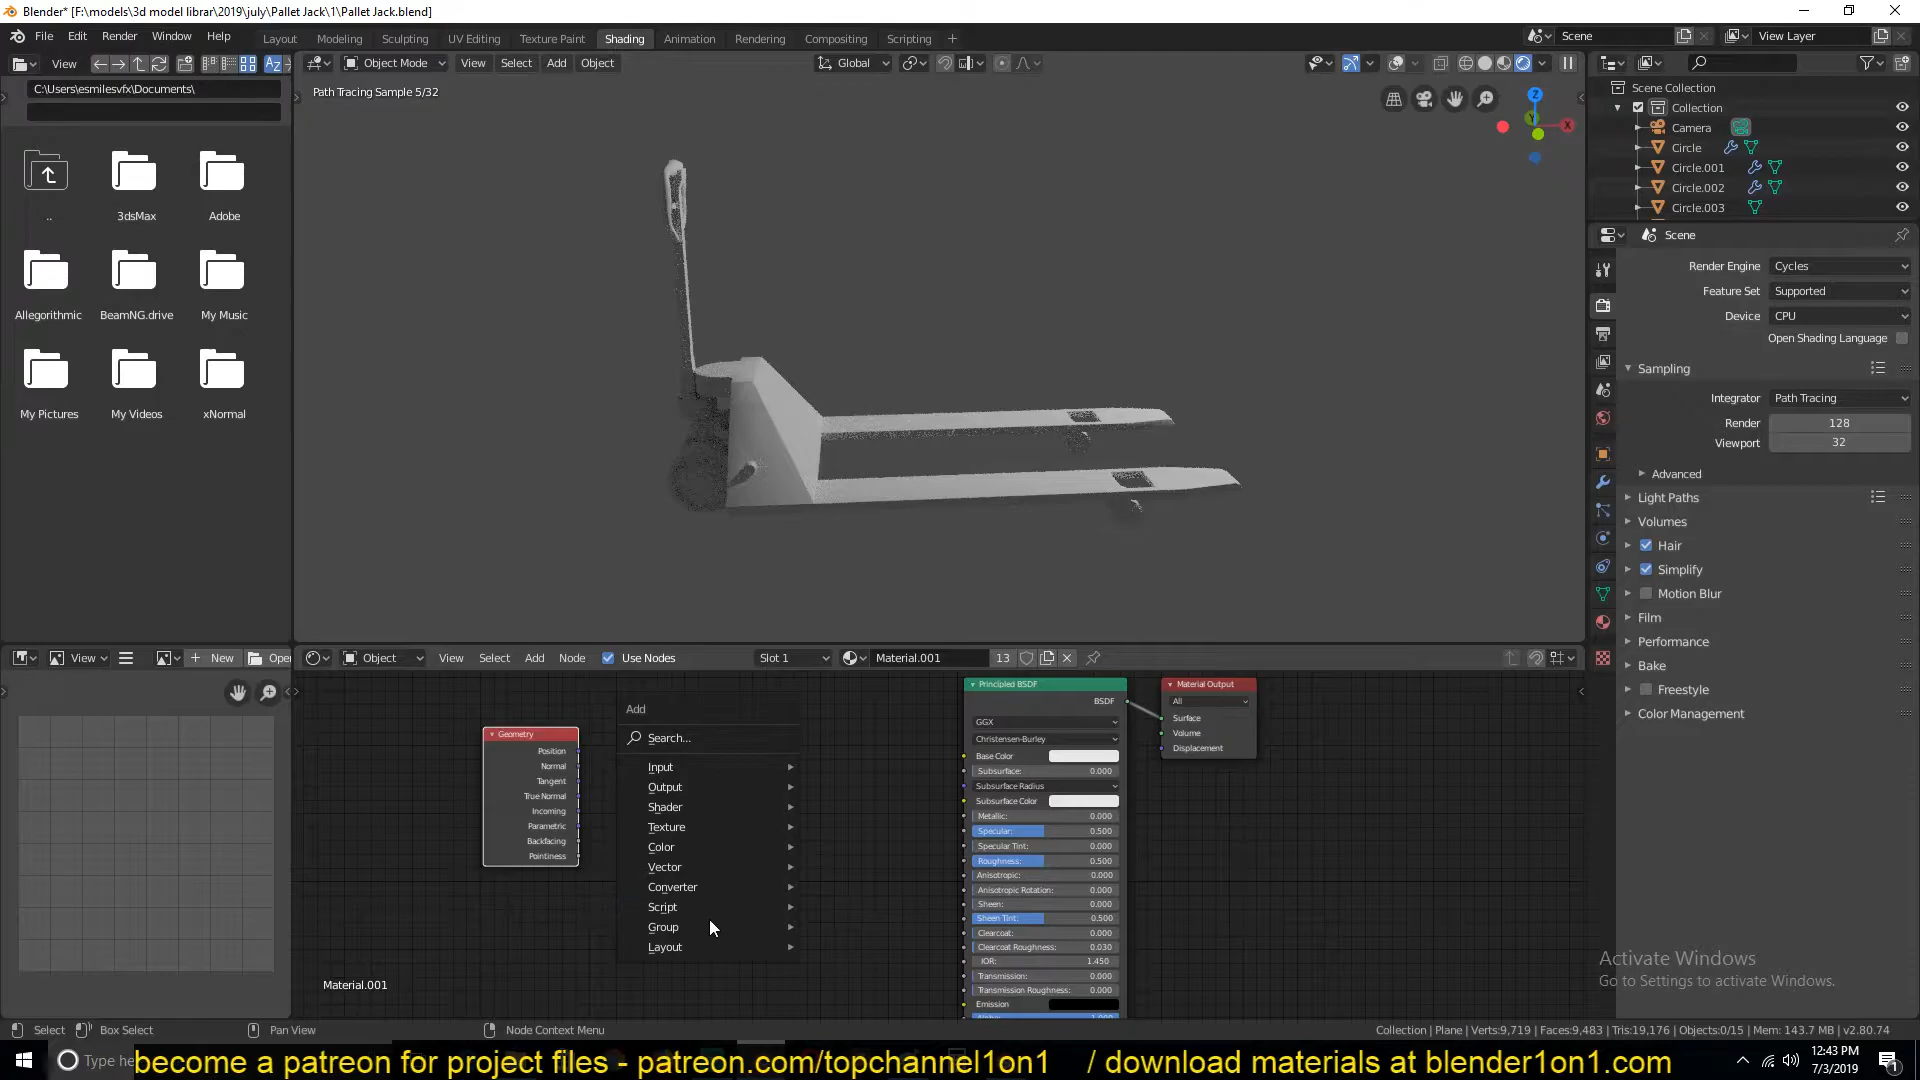 Blender* [F:\models\3d model librar\2019\july\Pallet Jack\1\Pallet Jack.blend]
File Edit Render Window Help
Layout Modeling Sculpting UV Editing Texture Paint Shading Animation Rendering Compositing Scripting +
Scene View Layer
View
Object Mode View Select Add Object Global
C:\Users\esmilesvfx\Documents\
Path Tracing Sample 5/32
..
3dsMax
Adobe
Allegorithmic
BeamNG.drive
My Music
My Pictures
My Videos
xNormal
Scene Collection
Collection
Camera
Circle
Circle.001
Circle.002
Circle.003
Scene
Render Engine Cycles
Feature Set Supported
Device CPU
Open Shading Language
Sampling
Integrator Path Tracing
Render 128
Viewport 32
Advanced
Light Paths
Volumes
Hair
Simplify
Motion Blur
Film
Performance
Bake
Freestyle
Color Management
View New Open
Object View Select Add Node Use Nodes Slot 1 Material.001 13
Geometry
Position
Normal
Tangent
True Normal
Incoming
Parametric
Backfacing
Pointiness
Add
Search...
Input
Output
Shader
Texture
Color
Vector
Converter
Script
Group
Layout
Principled BSDF
BSDF
GGX
Christensen-Burley
Base Color
Subsurface: 0.000
Subsurface Radius
Subsurface Color
Metallic: 0.000
Specular: 0.500
Specular Tint: 0.000
Roughness: 0.500
Anisotropic: 0.000
Anisotropic Rotation: 0.000
Sheen: 0.000
Sheen Tint: 0.500
Clearcoat: 0.000
Clearcoat Roughness: 0.030
IOR: 1.450
Transmission: 0.000
Transmission Roughness: 0.000
Emission
Material Output
All
Surface
Volume
Displacement
Material.001
Activate Windows
Go to Settings to activate Windows.
Select Box Select Pan View Node Context Menu
Collection | Plane | Verts:9,719 | Faces:9,483 | Tris:19,176 | Objects:0/15 | Mem: 143.7 MB | v2.80.74
Type he
become a patreon for project files - patreon.com/topchannel1on1 / download materials at blender1on1.com
12:43 PM
7/3/2019